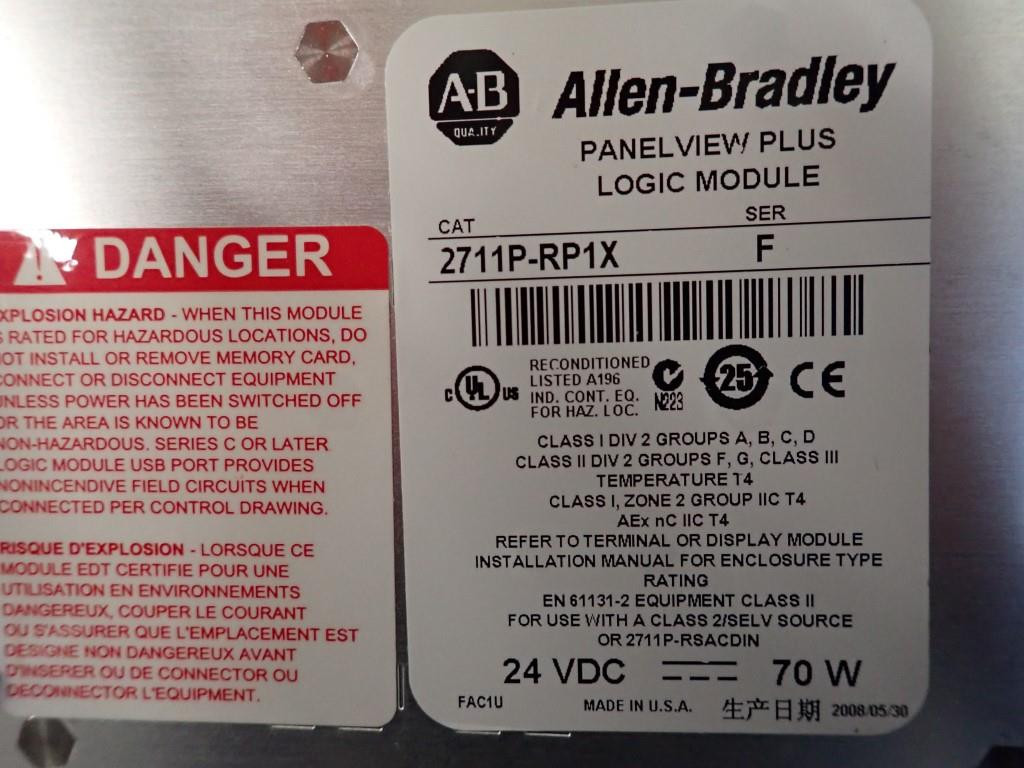 A-B
QUALITY
Allen-Bradley
PANELVIEW PLUS
LOGIC MODULE
CAT
SER
2711P-RP1X
F
C UL US
RECONDITIONED
LISTED A196
IND. CONT. EQ.
FOR HAZ. LOC.
N223
25
CE
CLASS I DIV 2 GROUPS A, B, C, D
CLASS II DIV 2 GROUPS F, G, CLASS III
TEMPERATURE T4
CLASS I, ZONE 2 GROUP IIC T4
AEx nC IIC T4
REFER TO TERMINAL OR DISPLAY MODULE
INSTALLATION MANUAL FOR ENCLOSURE TYPE
RATING
EN 61131-2 EQUIPMENT CLASS II
FOR USE WITH A CLASS 2/SELV SOURCE
OR 2711P-RSACDIN
24 VDC 70 W
FAC1U
MADE IN U.S.A.
生产日期 2008/05/30
DANGER
XPLOSION HAZARD - WHEN THIS MODULE
S RATED FOR HAZARDOUS LOCATIONS, DO
OT INSTALL OR REMOVE MEMORY CARD,
CONNECT OR DISCONNECT EQUIPMENT
UNLESS POWER HAS BEEN SWITCHED OFF
OR THE AREA IS KNOWN TO BE
NON-HAZARDOUS. SERIES C OR LATER
LOGIC MODULE USB PORT PROVIDES
NONINCENDIVE FIELD CIRCUITS WHEN
CONNECTED PER CONTROL DRAWING.
RISQUE D'EXPLOSION - LORSQUE CE
MODULE EDT CERTIFIE POUR UNE
UTILISATION EN ENVIRONNEMENTS
DANGEREUX, COUPER LE COURANT
OU S'ASSURER QUE L'EMPLACEMENT EST
DESIGNE NON DANGEREUX AVANT
D'INSERER OU DE CONNECTOR OU
DECONNECTOR L'EQUIPMENT.